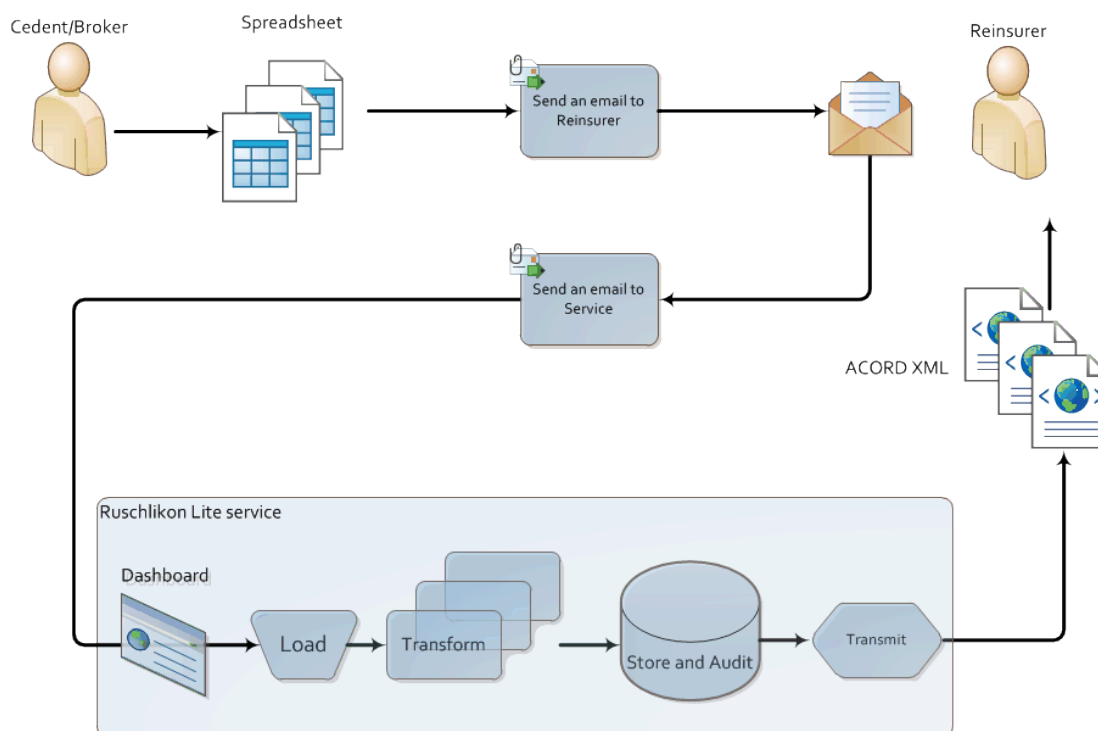 Cedent/Broker
Spreadsheet
Reinsurer
Send an email to
Reinsurer
Send an email to
Service
ACORD XML
Ruschlikon Lite service
Dashboard
Load
Transform
Store and Audit
Transmit